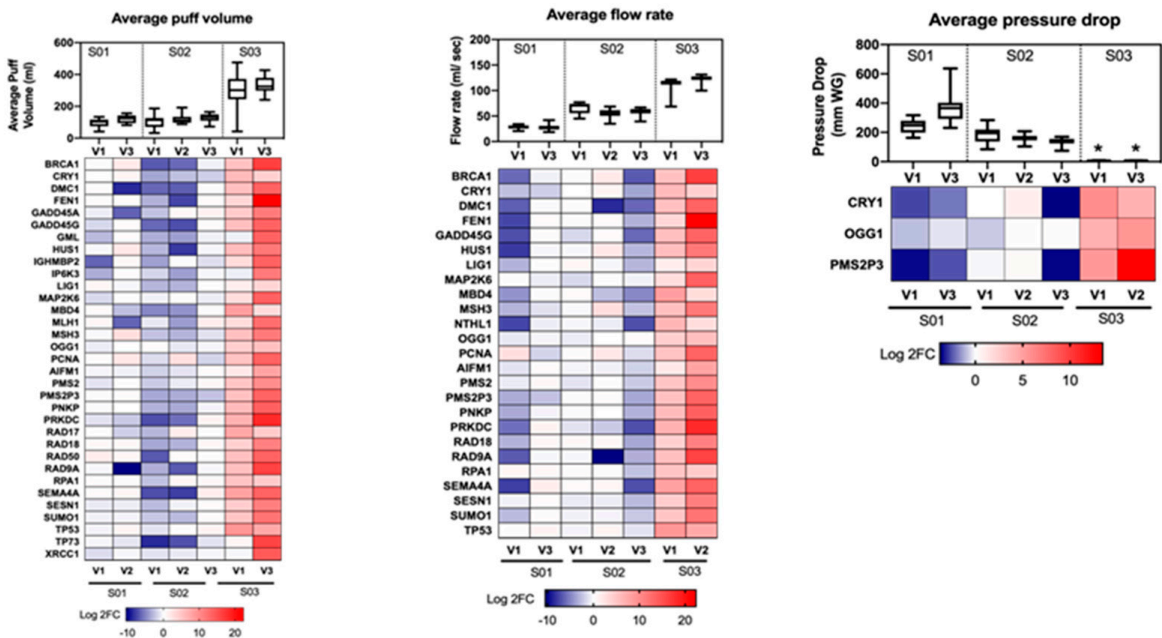 Average puff volume
Average Puff
Volume (ml)
600
400
200
0
S01
S02
S03
V1
V3
V1
V2
V3
V1
V3
BRCA1
CRY1
DMC1
FEN1
GADD45A
GADD45G
GML
HUS1
IGHMBP2
IP6K3
LIG1
MAP2K6
MBD4
MLH1
MSH3
OGG1
PCNA
AIFM1
PMS2
PMS2P3
PNKP
PRKDC
RAD17
RAD18
RAD50
RAD9A
RPA1
SEMA4A
SESN1
SUMO1
TP53
TP73
XRCC1
V1
V2
V1
V2
V3
V1
V3
S01
S02
S03
Log 2FC
-10
0
10
20
Average flow rate
Flow rate (ml/ sec)
200
150
100
50
0
S01
S02
S03
V1
V3
V1
V2
V3
V1
V2
BRCA1
CRY1
DMC1
FEN1
GADD45G
HUS1
LIG1
MAP2K6
MBD4
MSH3
NTHL1
OGG1
PCNA
AIFM1
PMS2
PMS2P3
PNKP
PRKDC
RAD18
RAD9A
RPA1
SEMA4A
SESN1
SUMO1
TP53
V1
V3
V1
V2
V3
V1
V2
S01
S02
S03
Log 2FC
-10
0
10
20
Average pressure drop
Pressure Drop
(mm WG)
800
600
400
200
0
S01
S02
S03
* *
V1
V3
V1
V2
V3
V1
V3
CRY1
OGG1
PMS2P3
V1
V3
V1
V2
V3
V1
V2
S01
S02
S03
Log 2FC
0
5
10